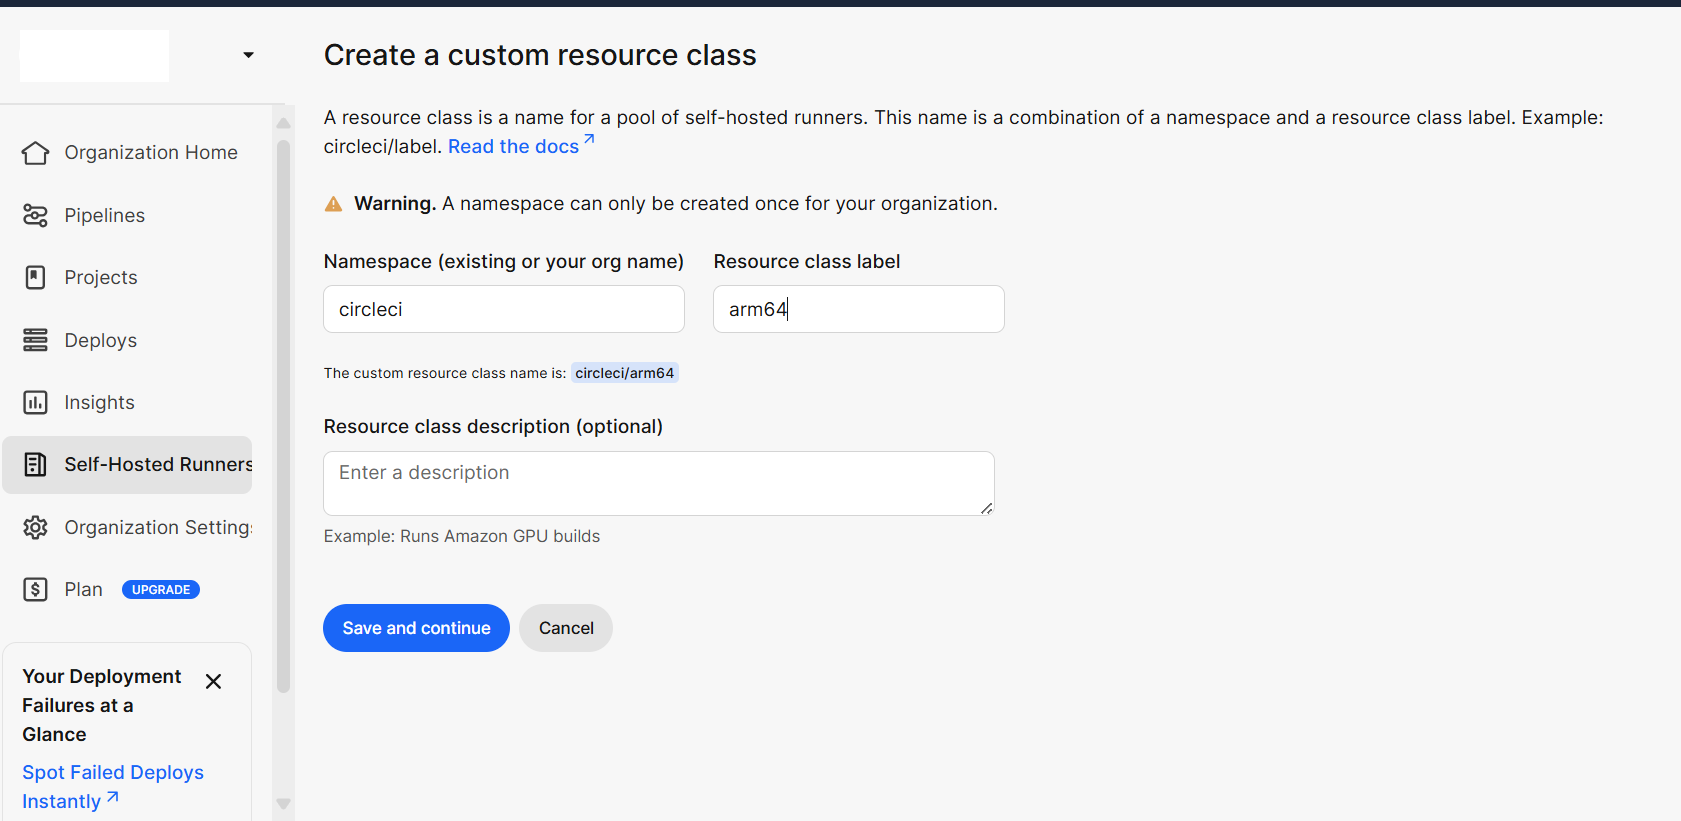 Create a custom resource class
A resource class is a name for a pool of self-hosted runners. This name is a combination of a namespace and a resource class label. Example:
circleci/label. Read the docs
Warning. A namespace can only be created once for your organization.
Namespace (existing or your org name)
Resource class label
circleci
arm64
The custom resource class name is: circleci/arm64
Resource class description (optional)
Enter a description
Example: Runs Amazon GPU builds
Save and continue
Cancel
Organization Home
Pipelines
Projects
Deploys
Insights
Self-Hosted Runners
Organization Settings
Plan UPGRADE
Your Deployment
Failures at a
Glance
Spot Failed Deploys
Instantly